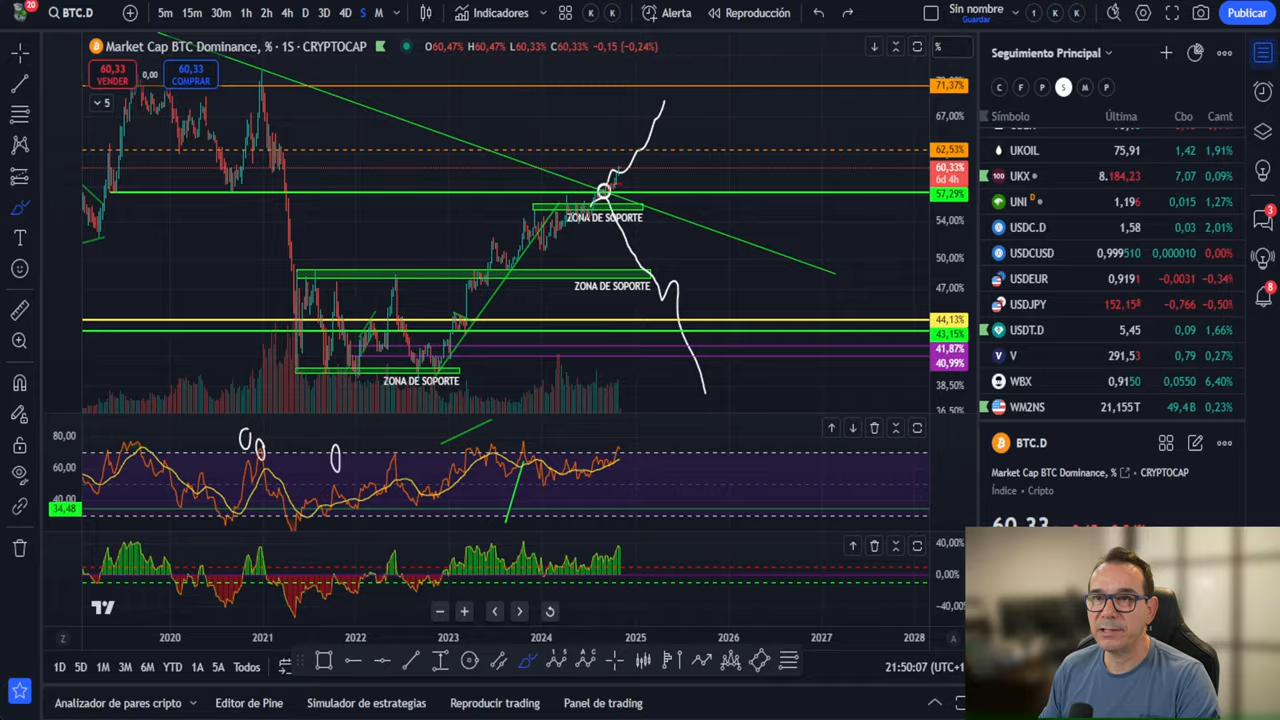 20
BTC.D
5m 15m 30m 1h 2h 4h D 3D 4D S M
Indicadores
K K
Alerta
Reproducción
Sin nombre
Guardar
1 K K
Publicar
Market Cap BTC Dominance, % · 1S · CRYPTOCAP
O60,47% H60,47% L60,33% C60,33% -0,15 (-0,24%)
60,33
VENDER
0,00
60,33
COMPRAR
5
%
71,37%
67,00%
62,53%
60,33%
6d 4h
57,29%
54,00%
50,00%
47,00%
44,13%
43,15%
41,87%
40,99%
38,50%
36,50%
ZONA DE SOPORTE
ZONA DE SOPORTE
ZONA DE SOPORTE
80,00
60,00
40,00
34,48
40,00%
0,00%
-40,00%
2020 2021 2022 2023 2024 2025 2026 2027 2028
Z
A
1D 5D 1M 3M 6M YTD 1A 5A Todos
21:50:07 (UTC+1
Analizador de pares cripto
Editor de Pine
Simulador de estrategias
Reproducir trading
Panel de trading
Seguimiento Principal
C F P S M P
Símbolo Última Cbo Camt
UKOIL 75,91 1,42 1,91%
UKX 8.184,23 7,07 0,09%
UNI D 1,196 0,015 1,27%
USDC.D 1,58 0,03 2,01%
USDCUSD 0,999510 0,000010 0,00%
USDEUR 0,9191 -0,0031 -0,34%
USDJPY 152,158 -0,766 -0,50%
USDT.D 5,45 0,09 1,66%
V 291,53 0,79 0,27%
WBX 0,9150 0,0550 6,40%
WM2NS 21,155T 49,4B 0,23%
BTC.D
Market Cap BTC Dominance, % · CRYPTOCAP
Índice · Cripto
60,33
3
8